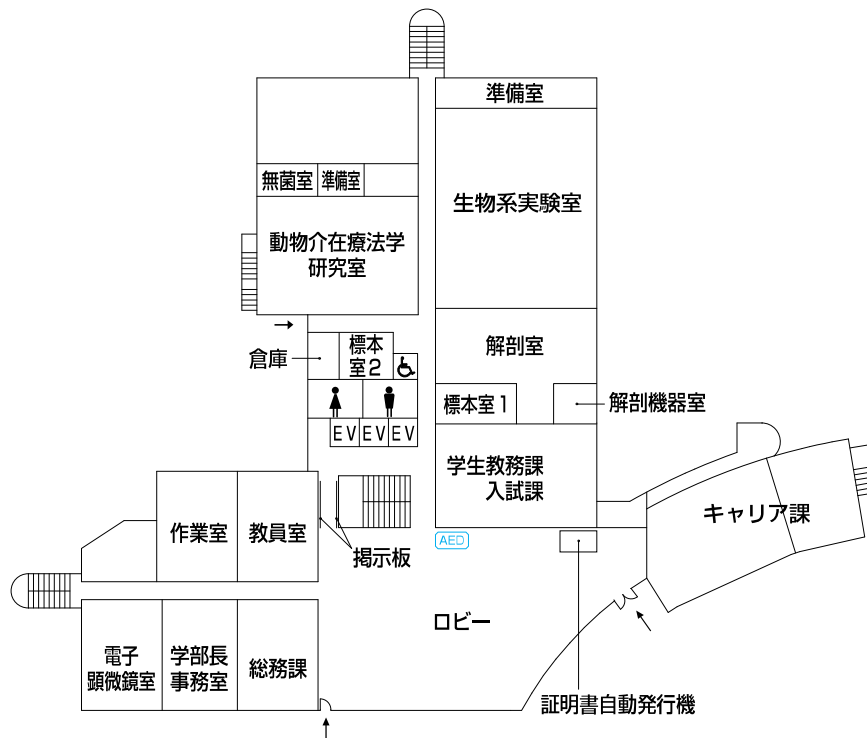 準備室
無菌室
準備室
生物系実験室
動物介在療法学
研究室
倉庫
標本
室2
解剖室
標本室1
解剖機器室
EV
EV
EV
学生教務課
入試課
作業室
教員室
掲示板
AED
キャリア課
ロビー
電子
顕微鏡室
学部長
事務室
総務課
証明書自動発行機